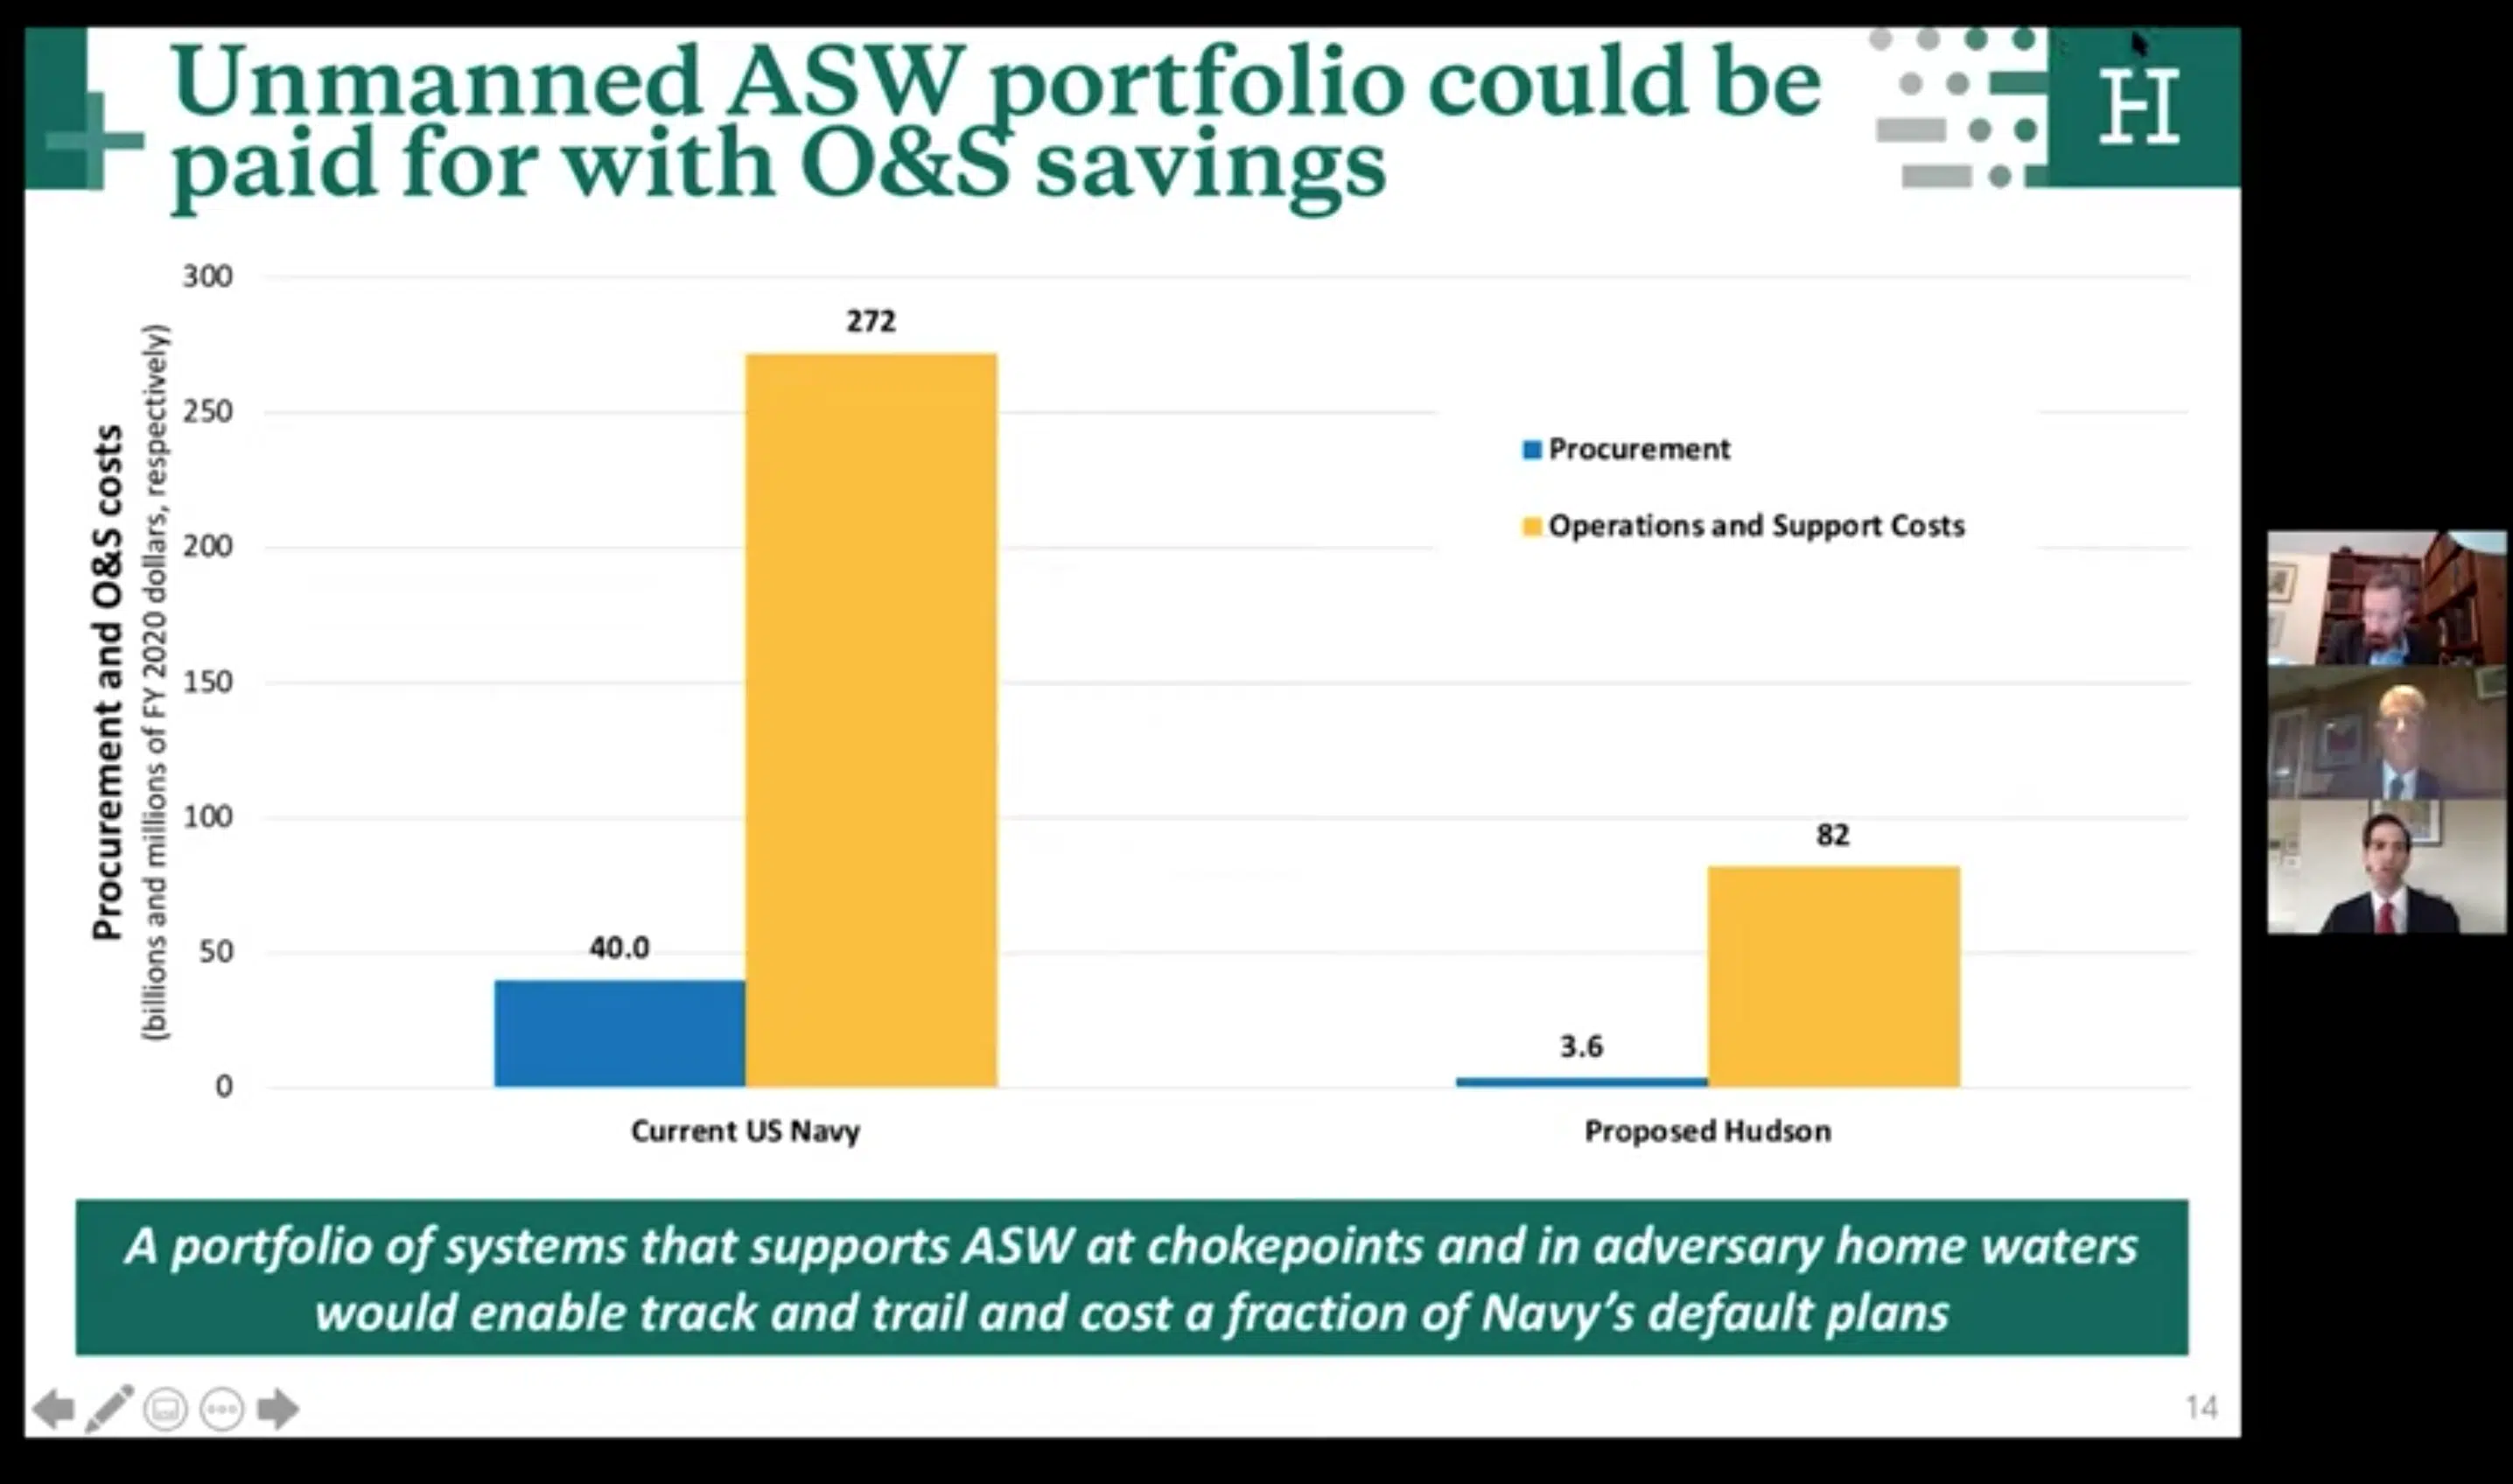 Unmanned ASW portfolio could be
paid for with O&S savings
H
Procurement and O&S costs
(billions and millions of FY 2020 dollars, respectively)
300
250
200
150
100
50
0
272
40.0
82
3.6
Procurement
Operations and Support Costs
Current US Navy
Proposed Hudson
A portfolio of systems that supports ASW at chokepoints and in adversary home waters
would enable track and trail and cost a fraction of Navy's default plans
14